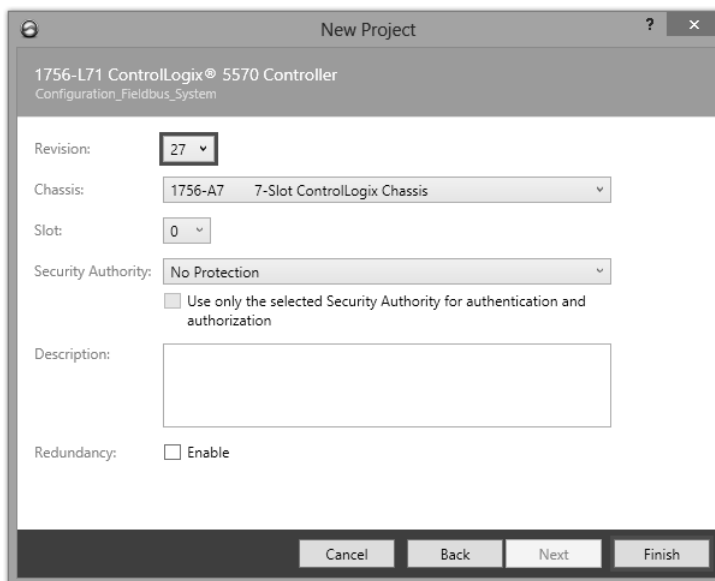 New Project
? ×
1756-L71 ControlLogix® 5570 Controller
Configuration_Fieldbus_System
Revision: 27
Chassis: 1756-A7 7-Slot ControlLogix Chassis
Slot: 0
Security Authority: No Protection
Use only the selected Security Authority for authentication and
authorization
Description:
Redundancy: Enable
Cancel Back Next Finish